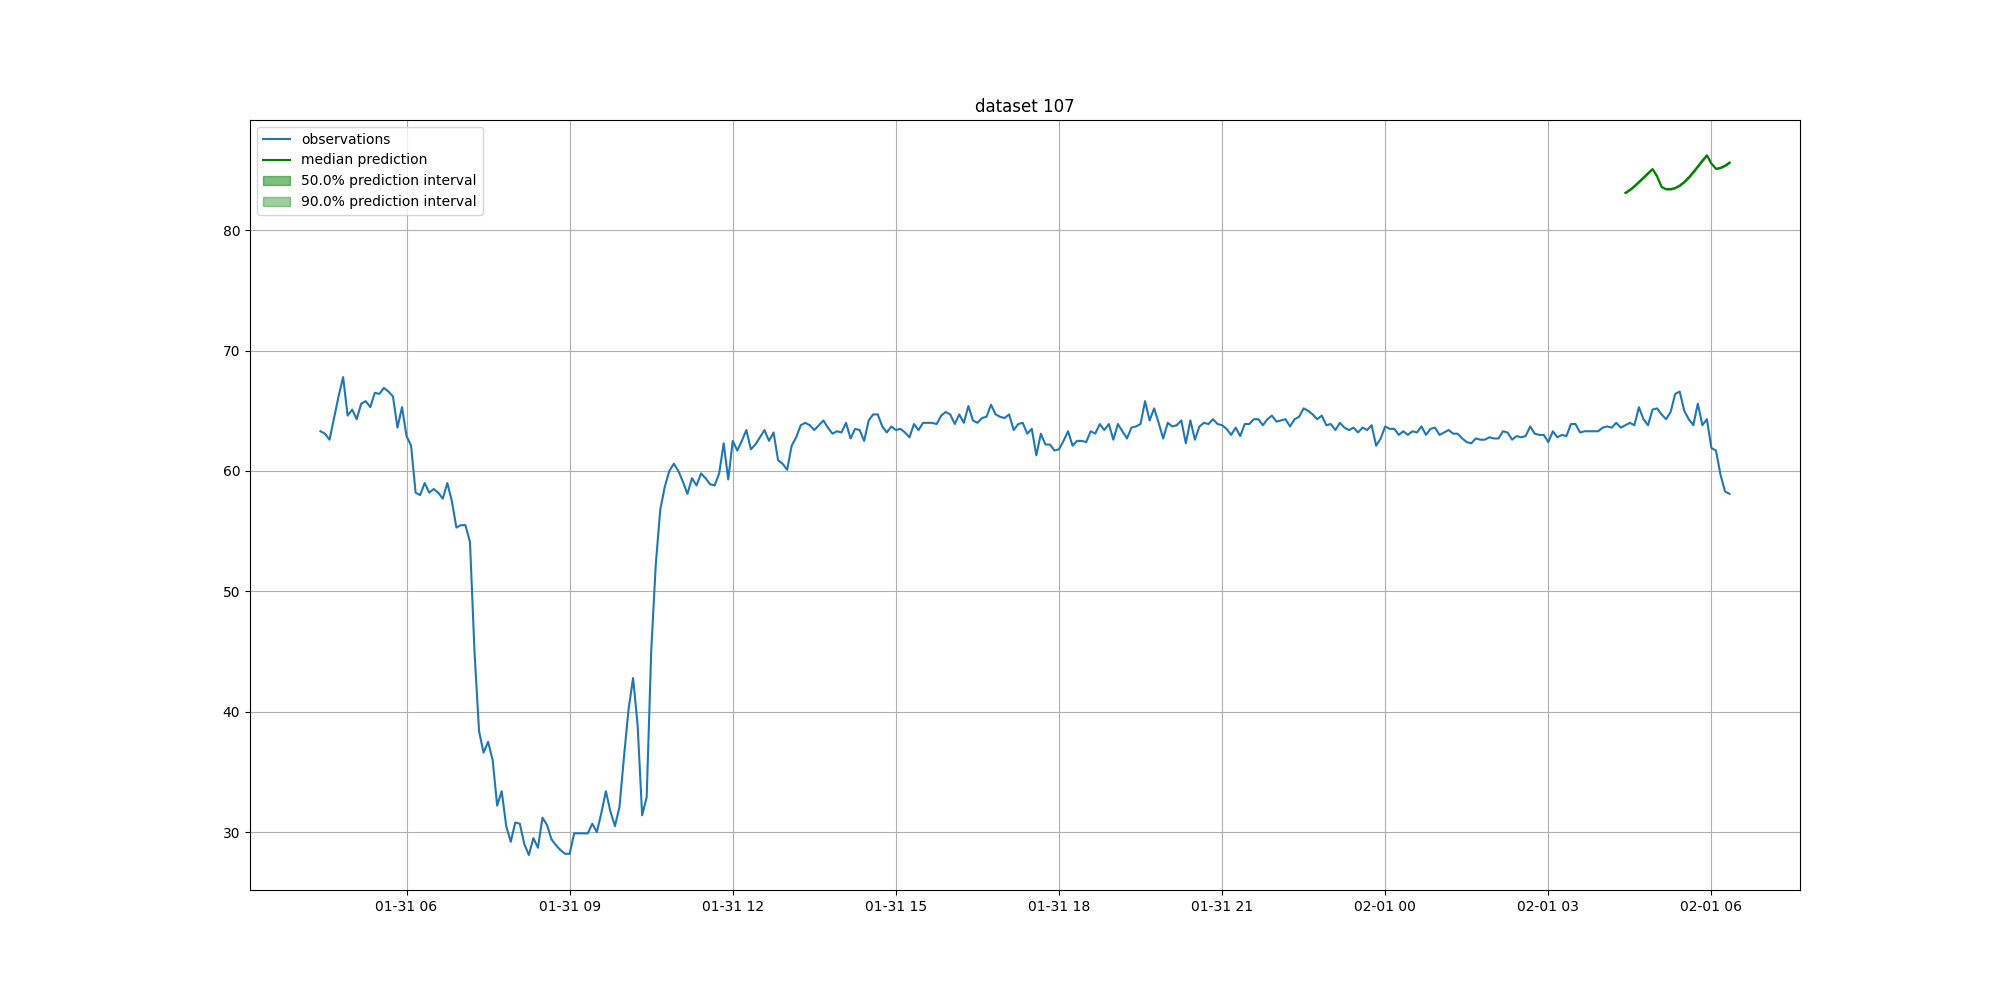 dataset 107
observations
median prediction
50.0% prediction interval
90.0% prediction interval
80
70
60
50
40
30
01-31 06 01-31 09 01-31 12 01-31 15 01-31 18 01-31 21 02-01 00 02-01 03 02-01 06